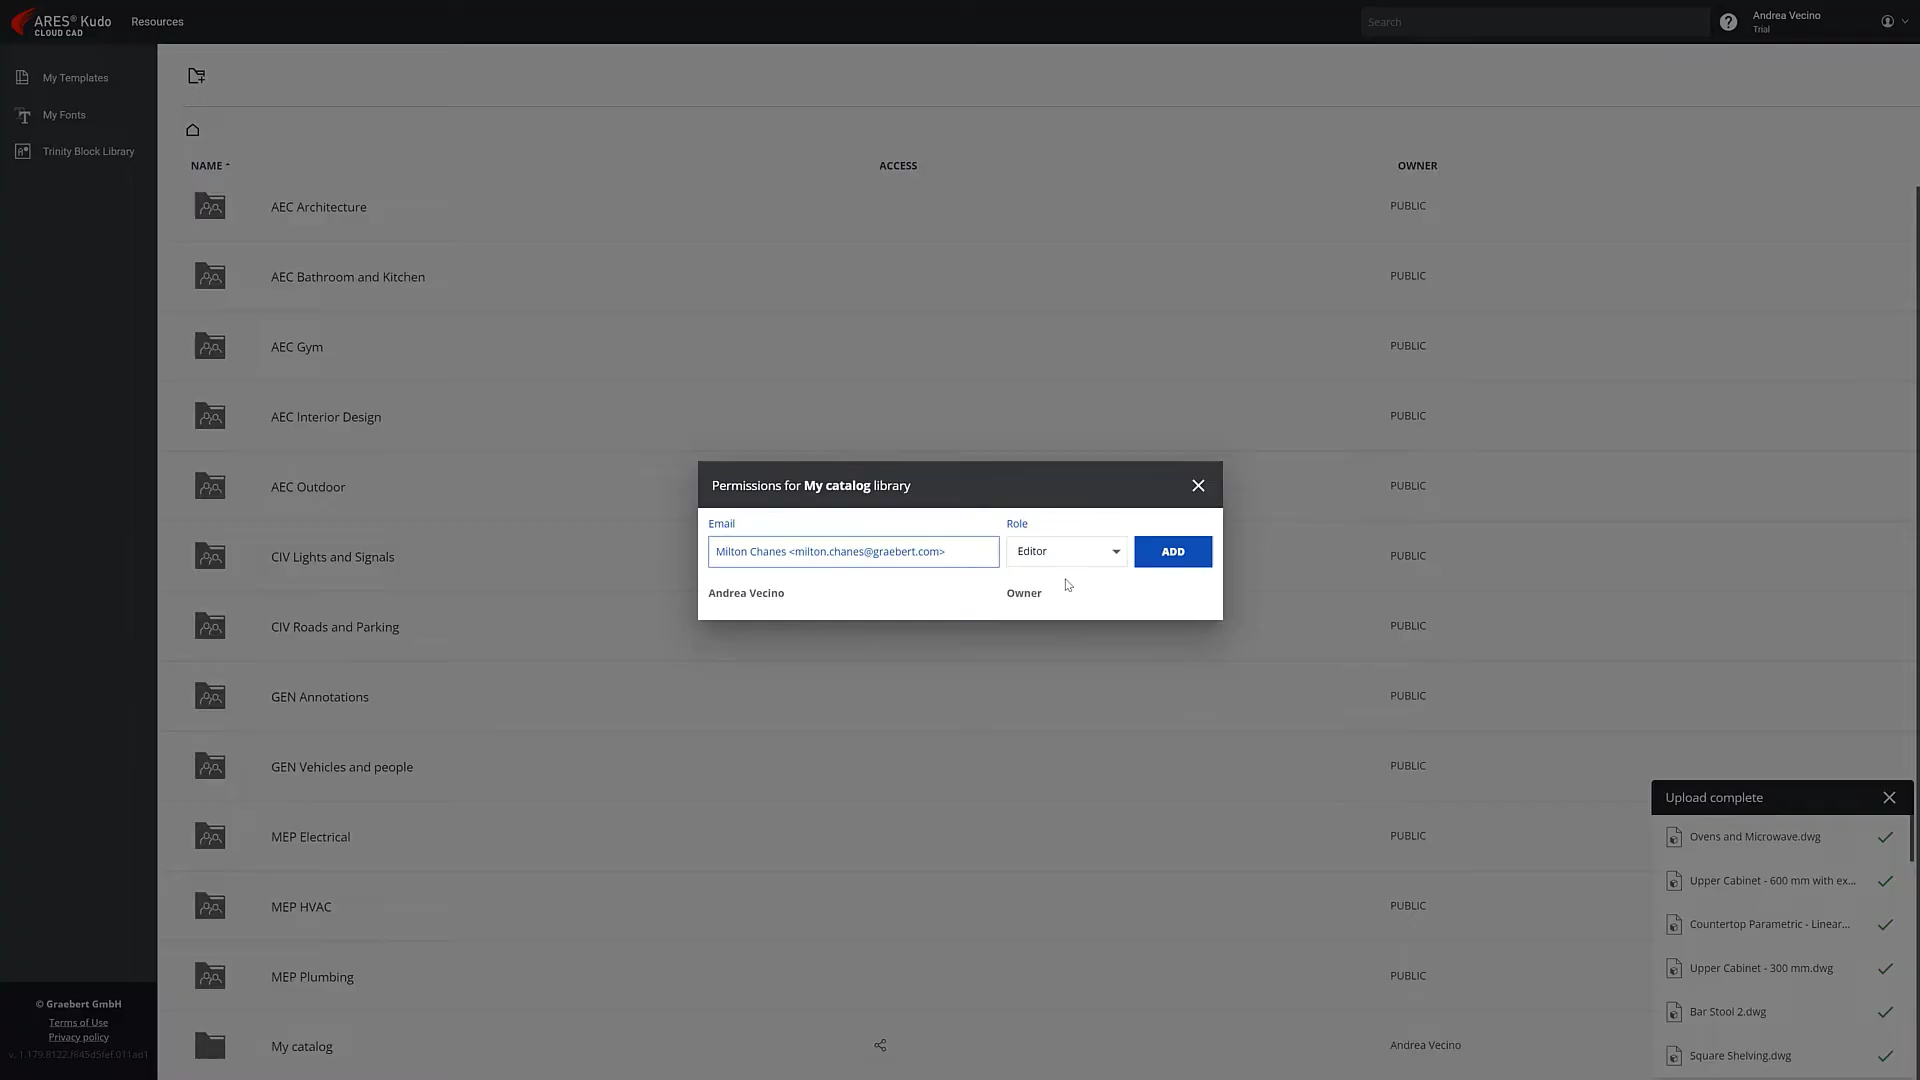 ARES® Kudo
CLOUD CAD
Resources
Search
?
Andrea Vecino
Trial
My Templates
My Fonts
Trinity Block Library
NAME
ACCESS
OWNER
AEC Architecture
PUBLIC
AEC Bathroom and Kitchen
PUBLIC
AEC Gym
PUBLIC
AEC Interior Design
PUBLIC
AEC Outdoor
PUBLIC
CIV Lights and Signals
PUBLIC
CIV Roads and Parking
PUBLIC
GEN Annotations
PUBLIC
GEN Vehicles and people
PUBLIC
MEP Electrical
PUBLIC
MEP HVAC
PUBLIC
MEP Plumbing
PUBLIC
My catalog
Andrea Vecino
Permissions for My catalog library
Email
Role
Milton Chanes <milton.chanes@graebert.com>
Editor
ADD
Andrea Vecino
Owner
Upload complete
Ovens and Microwave.dwg
Upper Cabinet - 600 mm with ex...
Countertop Parametric - Linear...
Upper Cabinet - 300 mm.dwg
Bar Stool 2.dwg
Square Shelving.dwg
© Graebert GmbH
Terms of Use
Privacy policy